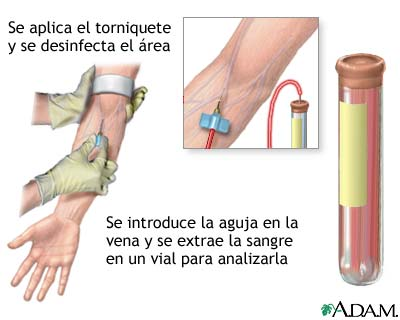 Se aplica el torniquete
y se desinfecta el área
Se introduce la aguja en la
vena y se extrae la sangre
en un vial para analizarla
ADAM.